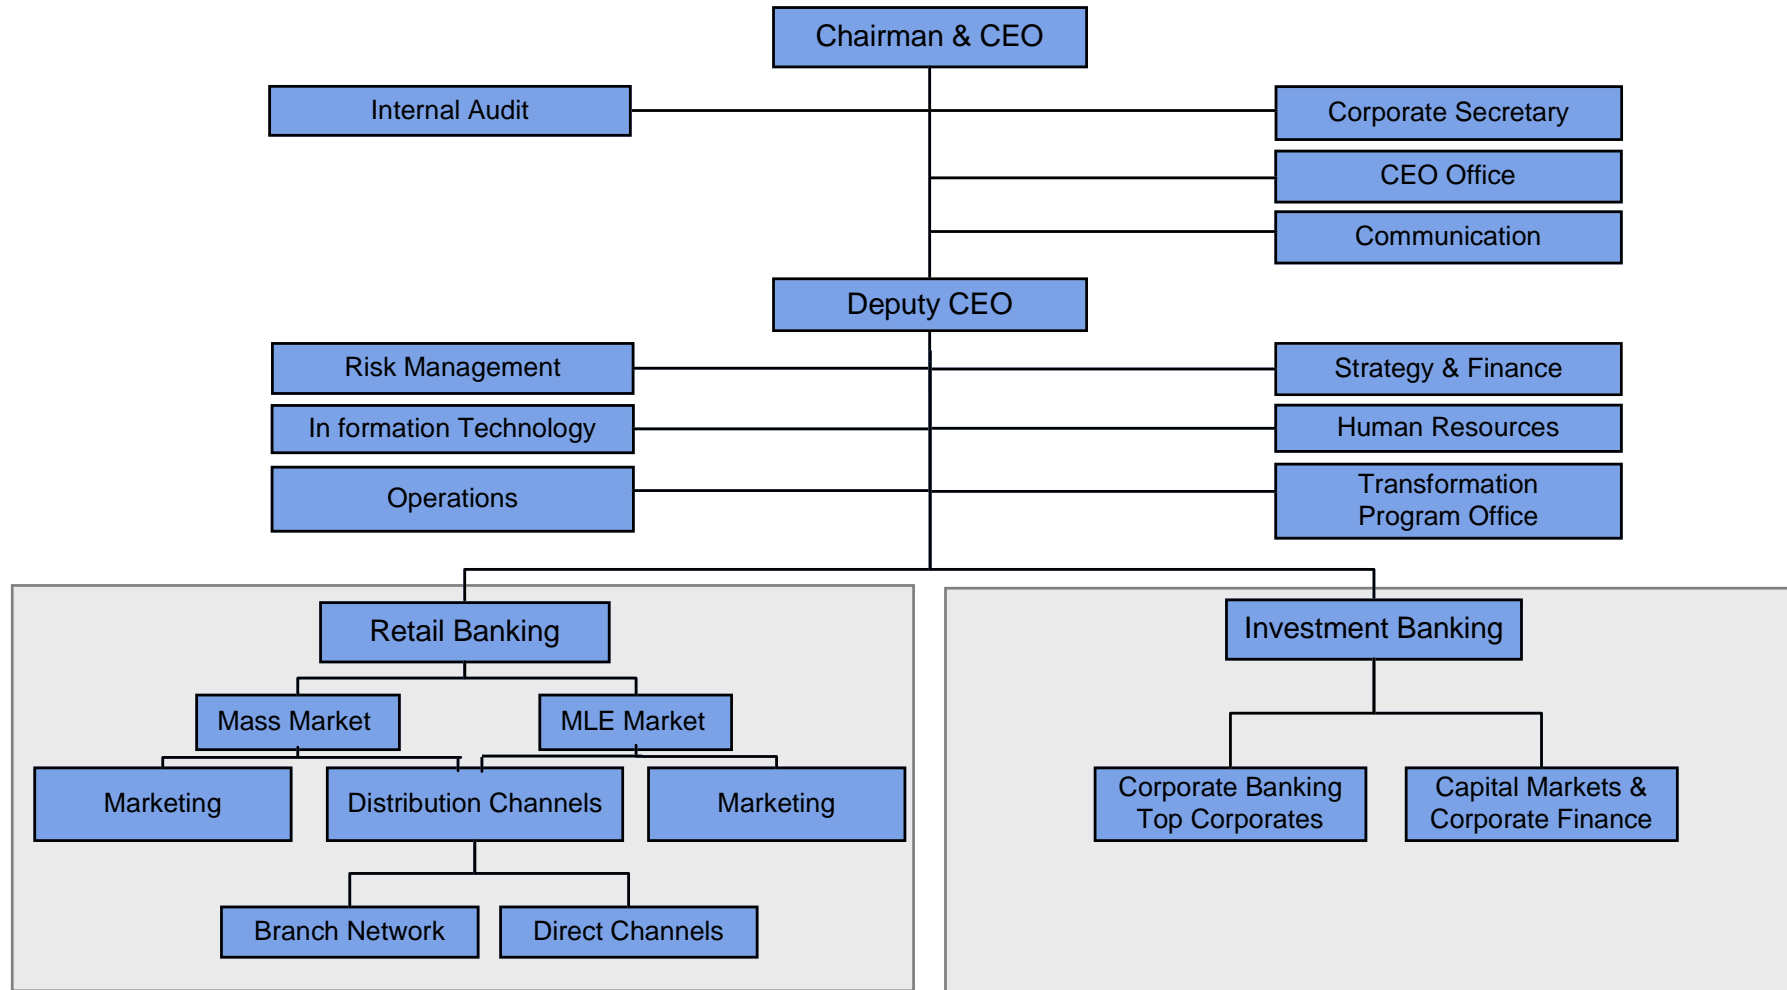 Chairman & CEO
Internal Audit
Corporate Secretary
CEO Office
Communication
Deputy CEO
Risk Management
Strategy & Finance
In formation Technology
Human Resources
Operations
Transformation
Program Office
Retail Banking
Investment Banking
Mass Market
MLE Market
Marketing
Distribution Channels
Marketing
Corporate Banking
Top Corporates
Capital Markets &
Corporate Finance
Branch Network
Direct Channels